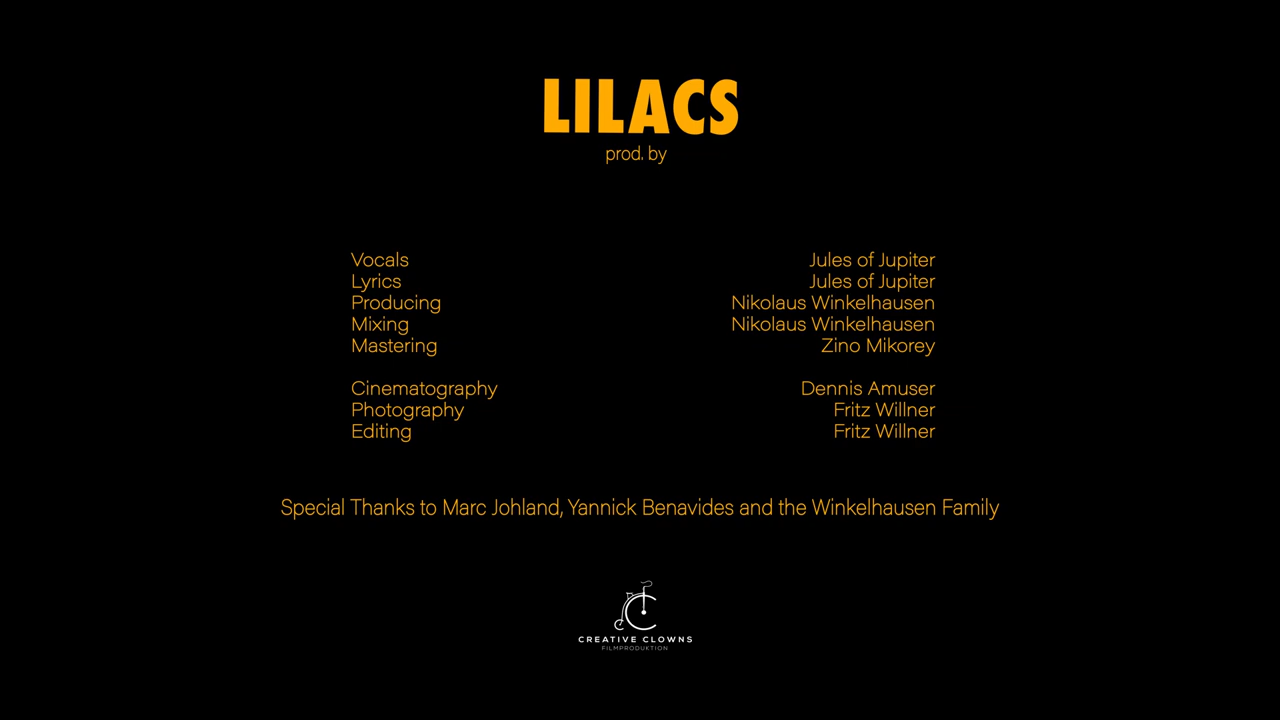 LILACS
prod. by
Vocals Jules of Jupiter
Lyrics Jules of Jupiter
Producing Nikolaus Winkelhausen
Mixing Nikolaus Winkelhausen
Mastering Zino Mikorey
Cinematography Dennis Amuser
Photography Fritz Willner
Editing Fritz Willner
Special Thanks to Marc Johland, Yannick Benavides and the Winkelhausen Family
CREATIVE CLOWNS
FILMPRODUKTION